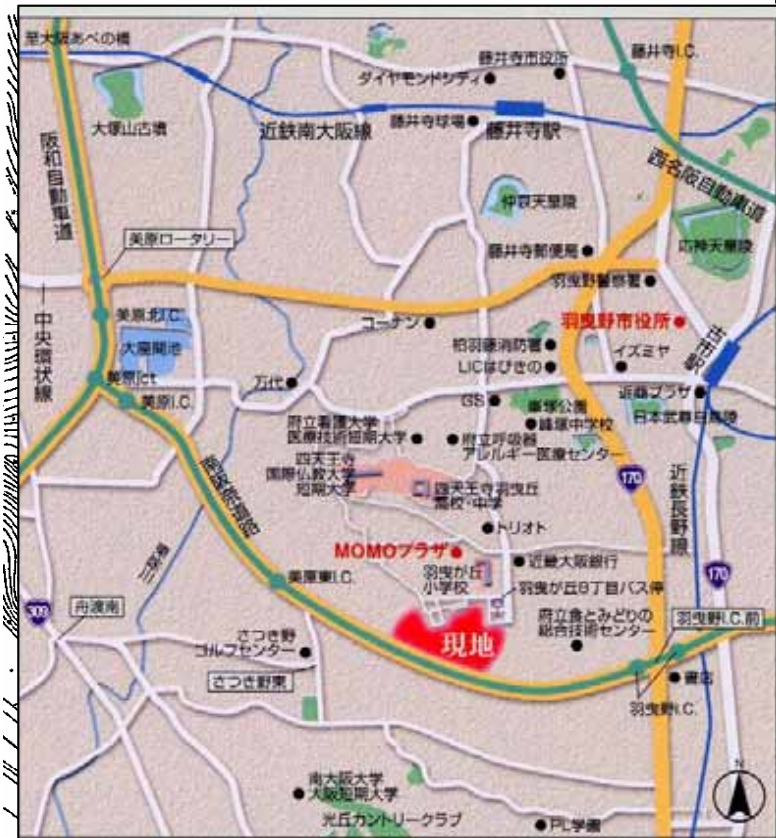 至大阪あべの橋
藤井寺市役所
藤井寺I.C.
ダイヤモンドシティ
大塚山古墳
近鉄南大阪線
藤井寺球場
藤井寺駅
阪和自動車道
西名阪自動車道
仲哀天皇陵
応神天皇陵
美原ロータリー
藤井寺郵便局
羽曳野警察署
中央環状線
美原北I.C.
コーナン
羽曳野市役所
大座間池
柏羽藤消防署
イズミヤ
古市駅
美原Jct
万代
LICはびきの
近商プラザ
美原I.C.
GS
峯塚公園
峰塚中学校
日本武尊白鳥陵
府立看護大学
医療技術短期大学
府立呼吸器
アレルギー医療センター
四天王寺
国際仏教大学
短期大学
四天王寺羽曳丘
高校・中学
170
近鉄長野線
トリオト
MOMOプラザ
近畿大阪銀行
羽曳が丘
小学校
美原東I.C.
羽曳が丘9丁目バス停
170
309
舟渡南
府立食とみどりの
総合技術センター
羽曳野I.C.前
さつき野
ゴルフセンター
現地
さつき野東
書店
羽曳野I.C.
南大阪大学
大阪短期大学
光丘カントリークラブ
PL学園
N